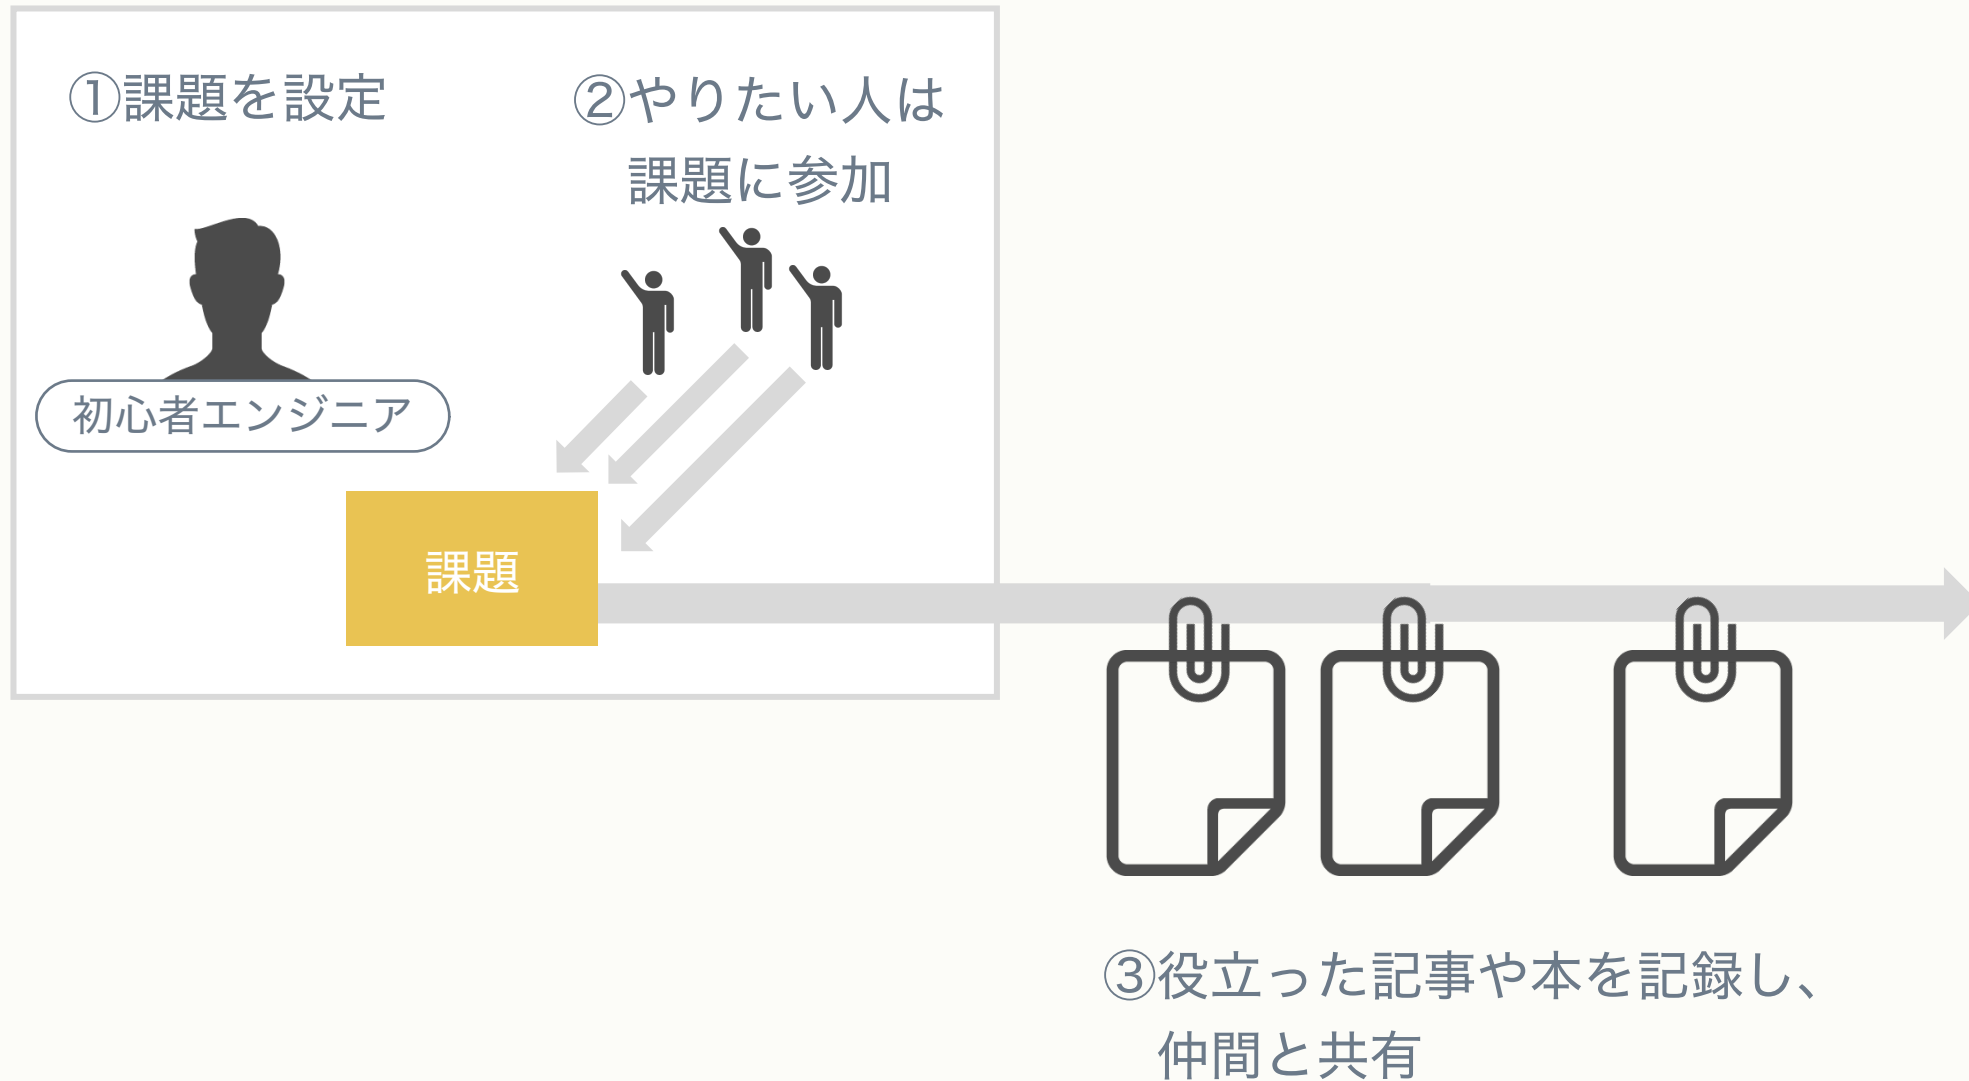 ①課題を設定
②やりたい人は
課題に参加
初心者エンジニア
課題
③役立った記事や本を記録し、
仲間と共有